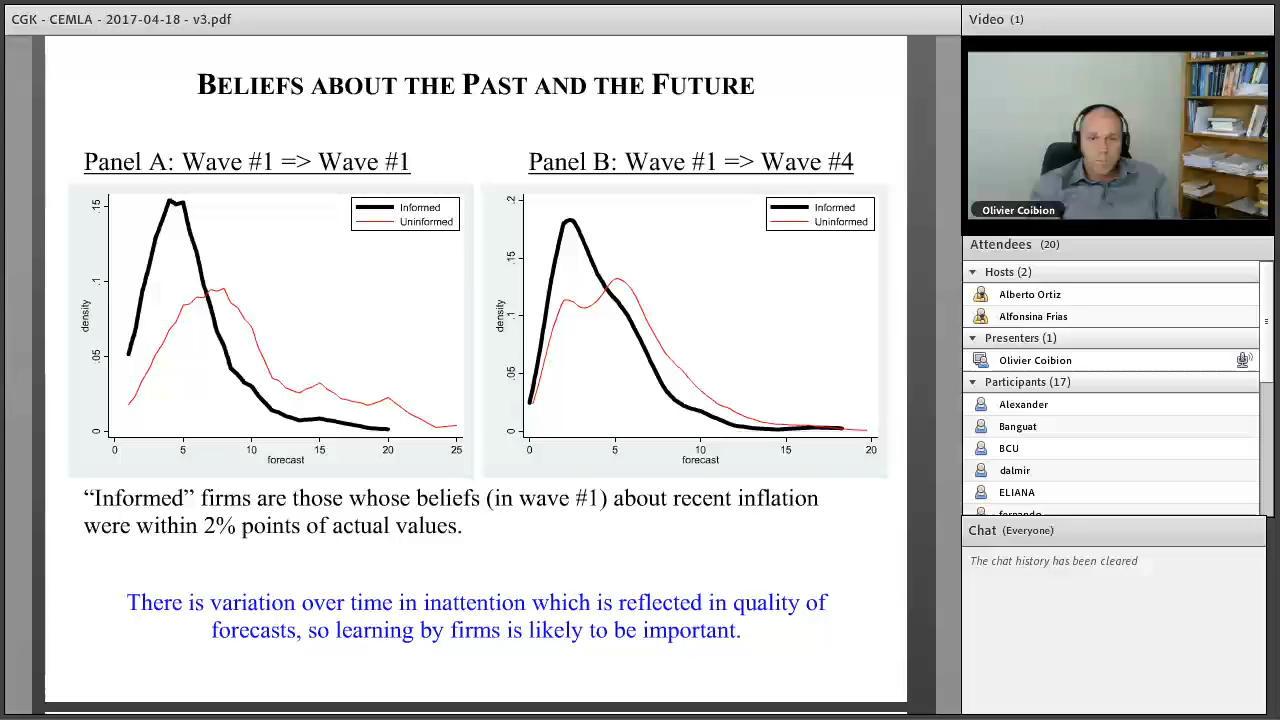 CGK - CEMLA - 2017-04-18 - v3.pdf
BELIEFS ABOUT THE PAST AND THE FUTURE
Panel A: Wave #1 => Wave #1
Informed
Uninformed
density
.15
.1
.05
0
0 5 10 15 20 25
forecast
Panel B: Wave #1 => Wave #4
Informed
Uninformed
density
.2
.15
.1
.05
0
0 5 10 15 20
forecast
“Informed” firms are those whose beliefs (in wave #1) about recent inflation
were within 2% points of actual values.
There is variation over time in inattention which is reflected in quality of
forecasts, so learning by firms is likely to be important.
Video (1)
Olivier Coibion
Attendees (20)
Hosts (2)
Alberto Ortiz
Alfonsina Frias
Presenters (1)
Olivier Coibion
Participants (17)
Alexander
Banguat
BCU
dalmir
ELIANA
fernando
Chat (Everyone)
The chat history has been cleared